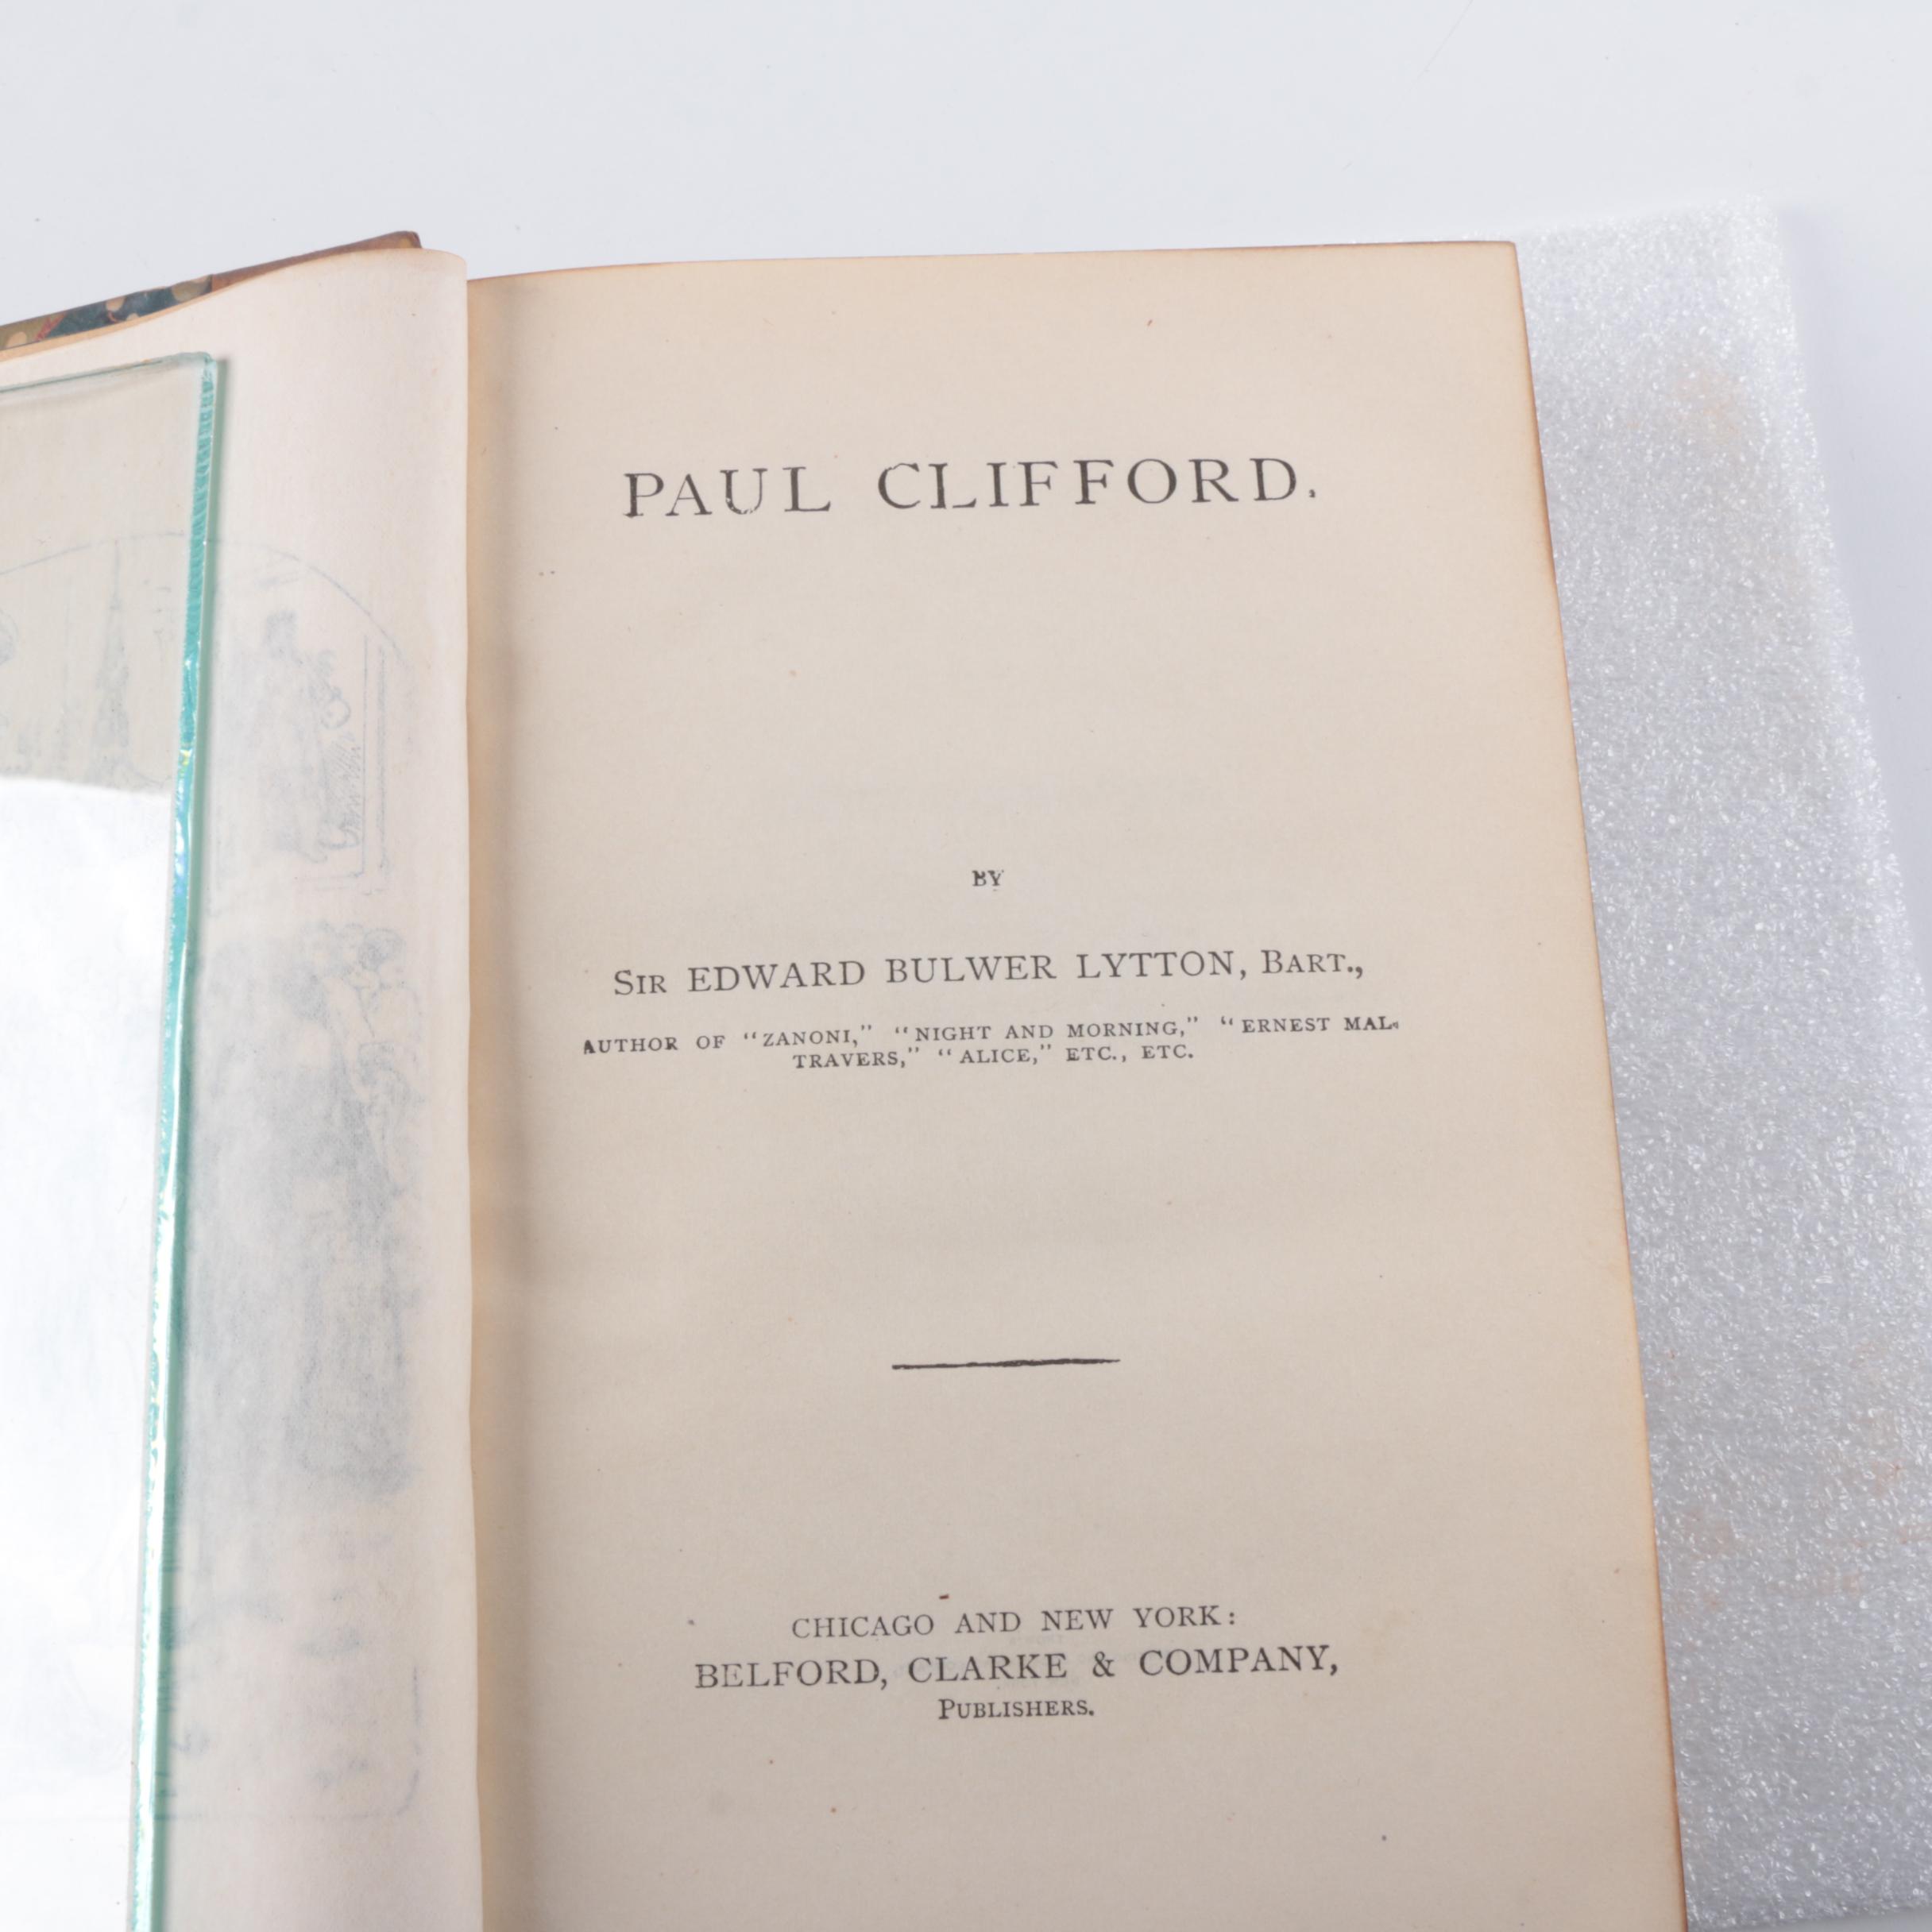 PAUL CLIFFORD.
BY
SIR EDWARD BULWER LYTTON, BART.,
AUTHOR OF “ZANONI,” “NIGHT AND MORNING,” “ERNEST MAL-
TRAVERS,” “ALICE,” ETC., ETC.
CHICAGO AND NEW YORK:
BELFORD, CLARKE & COMPANY,
PUBLISHERS.